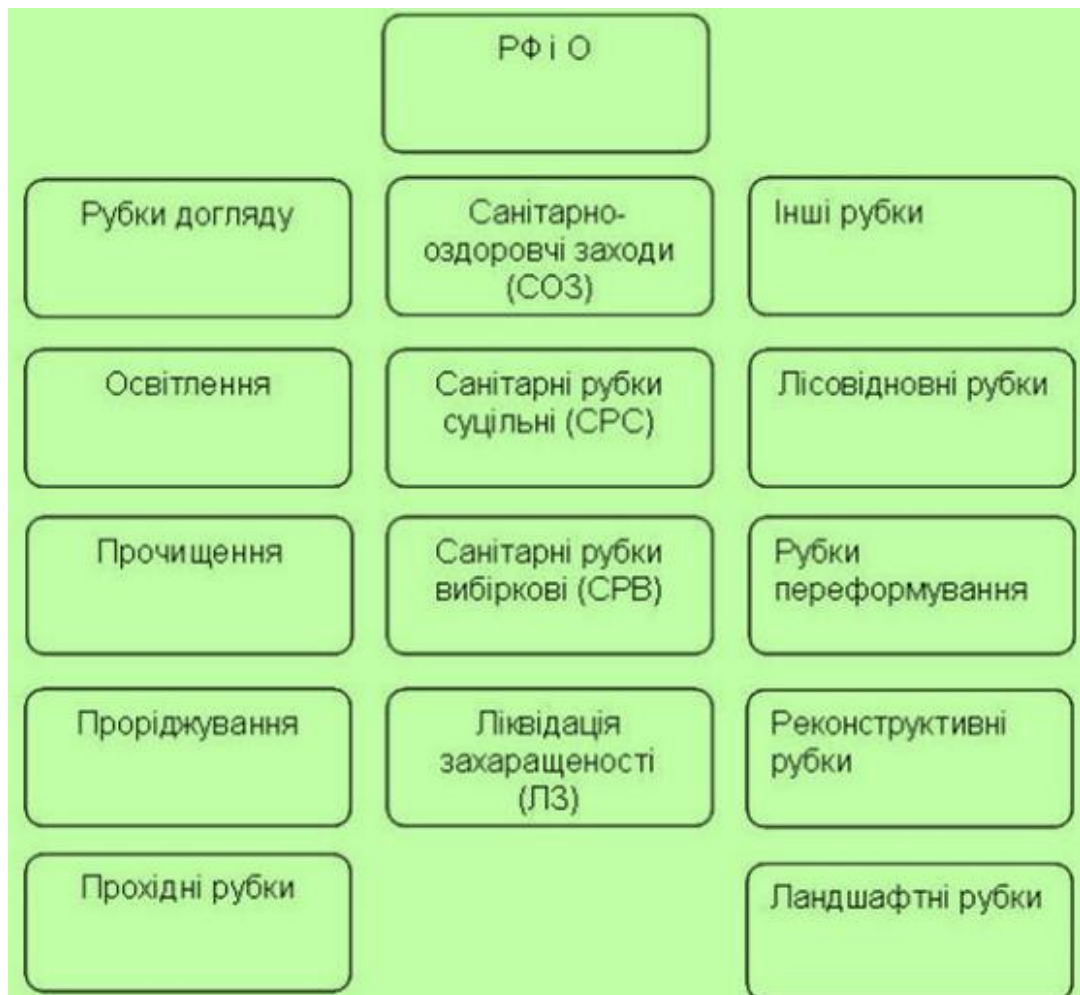 РФ і О
Рубки догляду
Санітарно-
оздоровчі заходи
(СОЗ)
Інші рубки
Освітлення
Санітарні рубки
суцільні (СРС)
Лісовідновні рубки
Прочищення
Санітарні рубки
вибіркові (СРВ)
Рубки
переформування
Проріджування
Ліквідація
захаращеності
(ЛЗ)
Реконструктивні
рубки
Прохідні рубки
Ландшафтні рубки